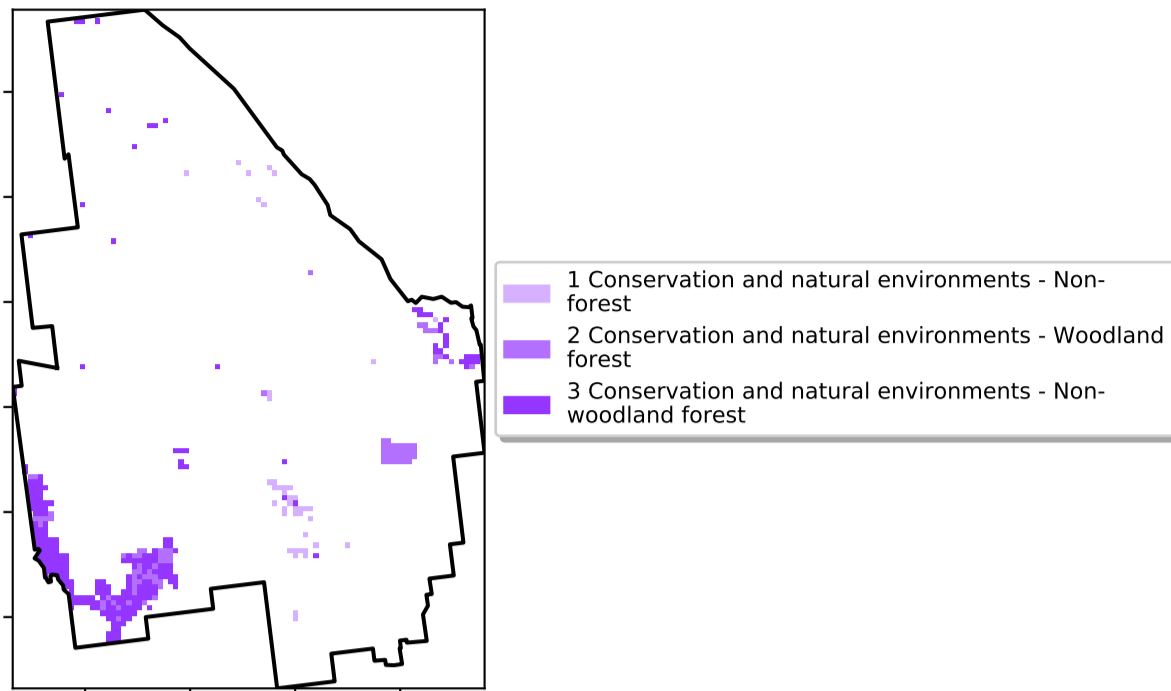 1 Conservation and natural environments - Non-
forest
2 Conservation and natural environments - Woodland
forest
3 Conservation and natural environments - Non-
woodland forest